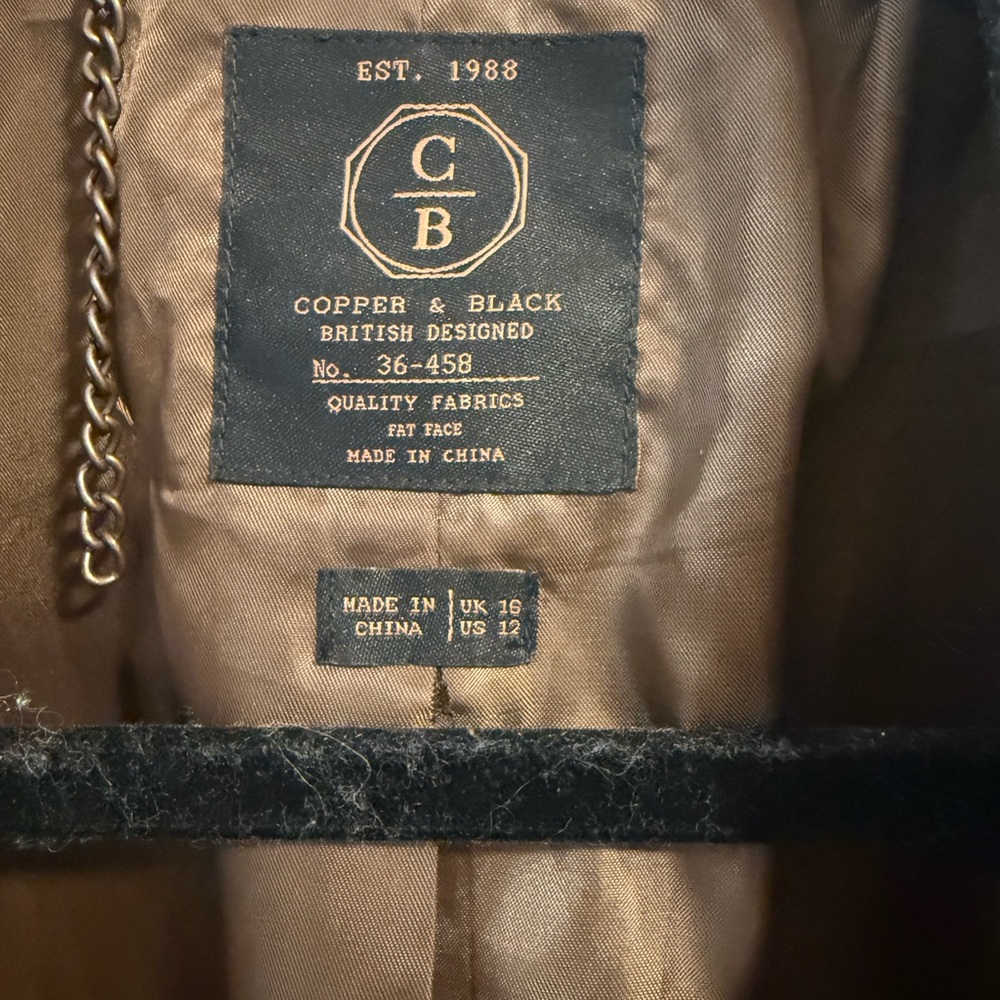 EST. 1988
C
B
COPPER & BLACK
BRITISH DESIGNED
No. 36-458
QUALITY FABRICS
FAT FACE
MADE IN CHINA
MADE IN | UK 16
CHINA | US 12